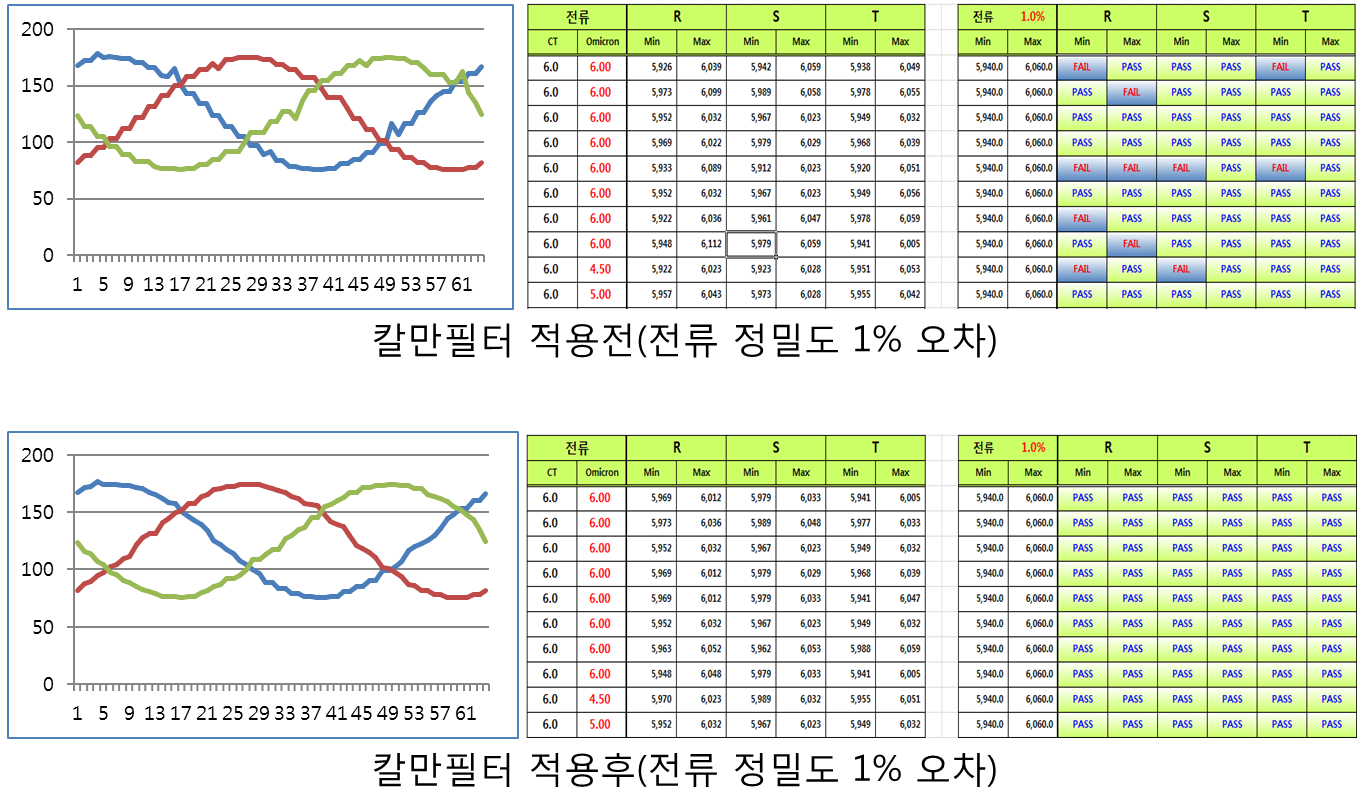 200
150
100
50
0
1 5 9 13 17 21 25 29 33 37 41 45 49 53 57 61
전류 R S T
CT Omicron Min Max Min Max Min Max
6.0 6.00 5,926 6,039 5,942 6,059 5,938 6,049
6.0 6.00 5,973 6,099 5,989 6,058 5,978 6,055
6.0 6.00 5,952 6,032 5,967 6,023 5,949 6,032
6.0 6.00 5,969 6,022 5,979 6,029 5,968 6,039
6.0 6.00 5,933 6,089 5,912 6,023 5,920 6,051
6.0 6.00 5,952 6,032 5,967 6,023 5,949 6,056
6.0 6.00 5,922 6,036 5,961 6,047 5,978 6,059
6.0 6.00 5,948 6,112 5,979 6,059 5,941 6,005
6.0 4.50 5,922 6,023 5,923 6,028 5,951 6,053
6.0 5.00 5,957 6,043 5,973 6,028 5,955 6,042
전류 1.0% R S T
Min Max Min Max Min Max Min Max
5,940.0 6,060.0 FAIL PASS PASS PASS FAIL PASS
5,940.0 6,060.0 PASS FAIL PASS PASS PASS PASS
5,940.0 6,060.0 PASS PASS PASS PASS PASS PASS
5,940.0 6,060.0 PASS PASS PASS PASS PASS PASS
5,940.0 6,060.0 FAIL FAIL FAIL PASS FAIL PASS
5,940.0 6,060.0 PASS PASS PASS PASS PASS PASS
5,940.0 6,060.0 FAIL PASS PASS PASS PASS PASS
5,940.0 6,060.0 PASS FAIL PASS PASS PASS PASS
5,940.0 6,060.0 FAIL PASS FAIL PASS PASS PASS
5,940.0 6,060.0 PASS PASS PASS PASS PASS PASS
칼만필터 적용전(전류 정밀도 1% 오차)
200
150
100
50
0
1 5 9 13 17 21 25 29 33 37 41 45 49 53 57 61
전류 R S T
CT Omicron Min Max Min Max Min Max
6.0 6.00 5,969 6,012 5,979 6,033 5,941 6,005
6.0 6.00 5,973 6,036 5,989 6,048 5,977 6,033
6.0 6.00 5,952 6,032 5,967 6,023 5,949 6,032
6.0 6.00 5,969 6,012 5,979 6,029 5,968 6,039
6.0 6.00 5,969 6,012 5,979 6,033 5,941 6,047
6.0 6.00 5,952 6,032 5,967 6,023 5,949 6,032
6.0 6.00 5,963 6,052 5,962 6,053 5,988 6,059
6.0 6.00 5,948 6,048 5,979 6,033 5,941 6,005
6.0 4.50 5,970 6,023 5,989 6,032 5,955 6,051
6.0 5.00 5,952 6,032 5,967 6,023 5,949 6,032
전류 1.0% R S T
Min Max Min Max Min Max Min Max
5,940.0 6,060.0 PASS PASS PASS PASS PASS PASS
5,940.0 6,060.0 PASS PASS PASS PASS PASS PASS
5,940.0 6,060.0 PASS PASS PASS PASS PASS PASS
5,940.0 6,060.0 PASS PASS PASS PASS PASS PASS
5,940.0 6,060.0 PASS PASS PASS PASS PASS PASS
5,940.0 6,060.0 PASS PASS PASS PASS PASS PASS
5,940.0 6,060.0 PASS PASS PASS PASS PASS PASS
5,940.0 6,060.0 PASS PASS PASS PASS PASS PASS
5,940.0 6,060.0 PASS PASS PASS PASS PASS PASS
5,940.0 6,060.0 PASS PASS PASS PASS PASS PASS
칼만필터 적용후(전류 정밀도 1% 오차)